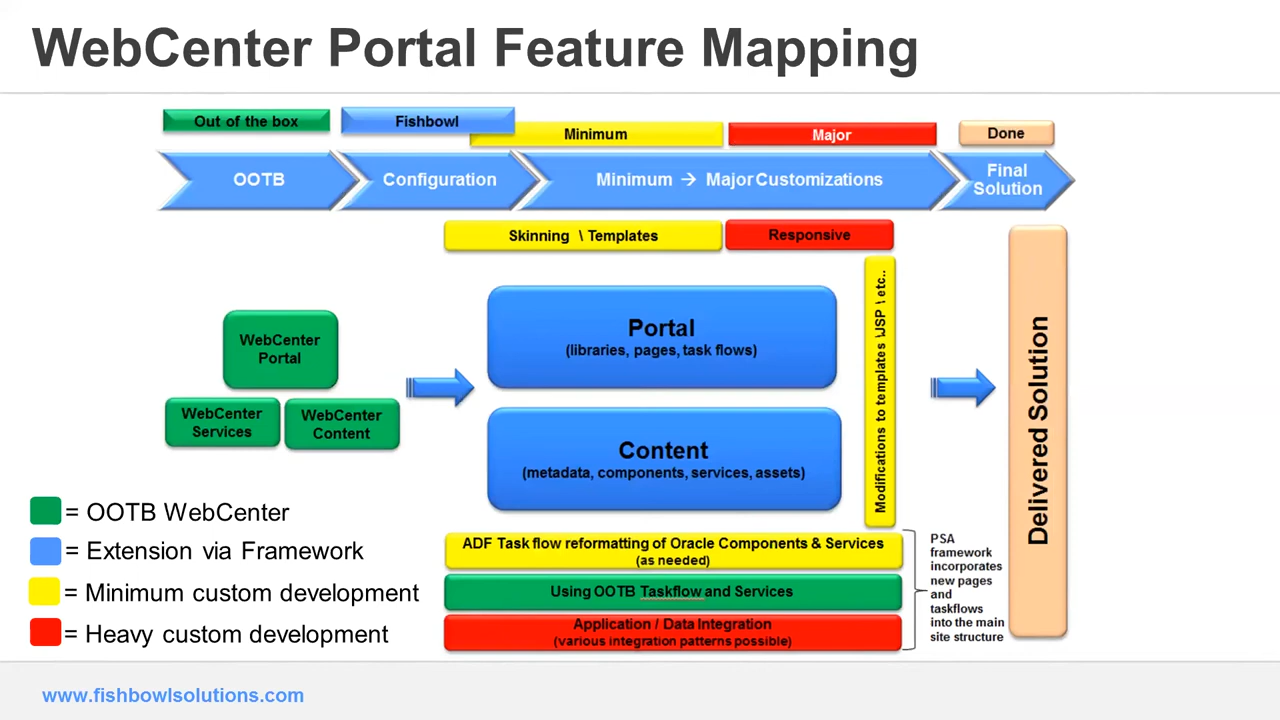 WebCenter Portal Feature Mapping
Out of the box
Fishbowl
Minimum
Major
Done
OOTB
Configuration
Minimum → Major Customizations
Final
Solution
Skinning \ Templates
Responsive
WebCenter
Portal
WebCenter
Services
WebCenter
Content
Portal
(libraries, pages, task flows)
Content
(metadata, components, services, assets)
Modifications to templates \JSP \ etc..
Delivered Solution
= OOTB WebCenter
= Extension via Framework
= Minimum custom development
= Heavy custom development
ADF Task flow reformatting of Oracle Components & Services
(as needed)
Using OOTB Taskflow and Services
Application / Data Integration
(various integration patterns possible)
PSA
framework
incorporates
new pages
and
taskflows
into the main
site structure
www.fishbowlsolutions.com